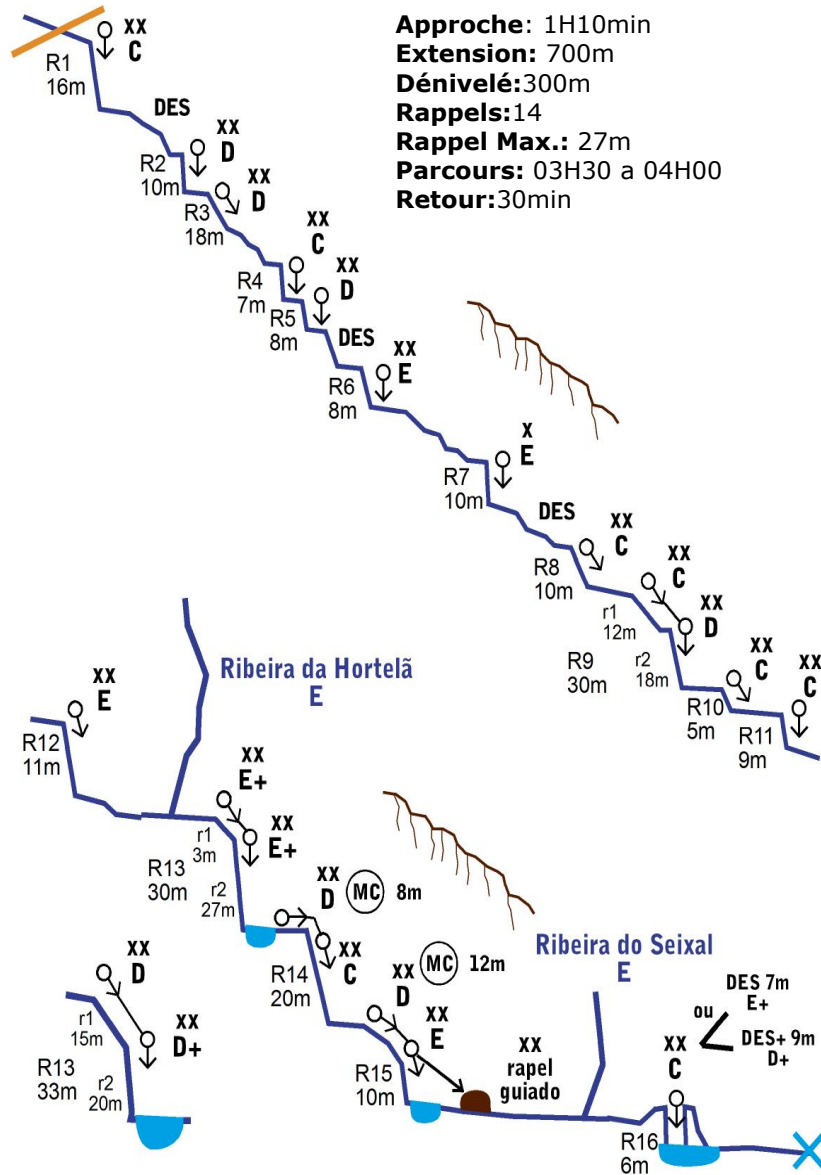 Approche: 1H10min
Extension: 700m
Dénivelé:300m
Rappels:14
Rappel Max.: 27m
Parcours: 03H30 a 04H00
Retour:30min
XX
C
R1
16m
DES
XX
D
R2
10m
XX
D
R3
18m
XX
C
R4
7m
XX
D
R5
8m
DES
XX
E
R6
8m
X
E
R7
10m
DES
XX
C
R8
10m
XX
C
r1
12m
XX
D
R9
30m
r2
18m
XX
C
R10
5m
XX
C
R11
9m
XX
E
R12
11m
Ribeira da Hortelã
E
XX
E+
r1
3m
XX
E+
R13
30m
r2
27m
XX
D
MC
8m
XX
C
R14
20m
XX
D
MC
12m
XX
E
R15
10m
XX
rapel
guiado
Ribeira do Seixal
E
XX
C
ou
DES 7m
E+
DES+ 9m
D+
R16
6m
XX
D
r1
15m
XX
D+
R13
33m
r2
20m